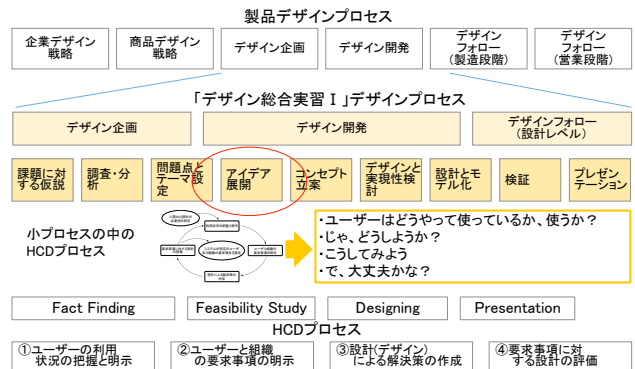 製品デザインプロセス
企業デザイン
戦略
商品デザイン
戦略
デザイン企画
デザイン開発
デザイン
フォロー
(製造段階)
デザイン
フォロー
(営業段階)
「デザイン総合実習Ⅰ」デザインプロセス
デザイン企画
デザイン開発
デザインフォロー
(設計レベル)
課題に対
する仮説
調査・分
析
問題点と
テーマ設
定
アイデア
展開
コンセプト
立案
デザインと
実現性検
討
設計とモ
デル化
検証
プレゼン
テーション
小プロセスの中の
HCDプロセス
・ユーザーはどうやって使っているか、使うか？
・じゃ、どうしようか？
・こうしてみよう
・で、大丈夫かな？
Fact Finding
Feasibility Study
Designing
Presentation
HCDプロセス
①ユーザーの利用
状況の把握と明示
②ユーザーと組織
の要求事項の明示
③設計(デザイン)
による解決策の作成
④要求事項に対
する設計の評価